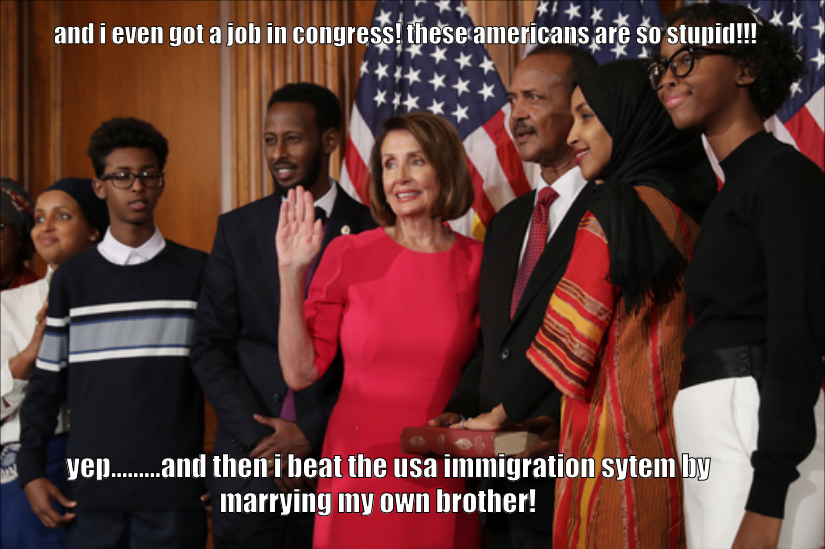 and i even got a job in congress! these americans are so stupid!!!
yep.........and then i beat the usa immigration sytem by
marrying my own brother!